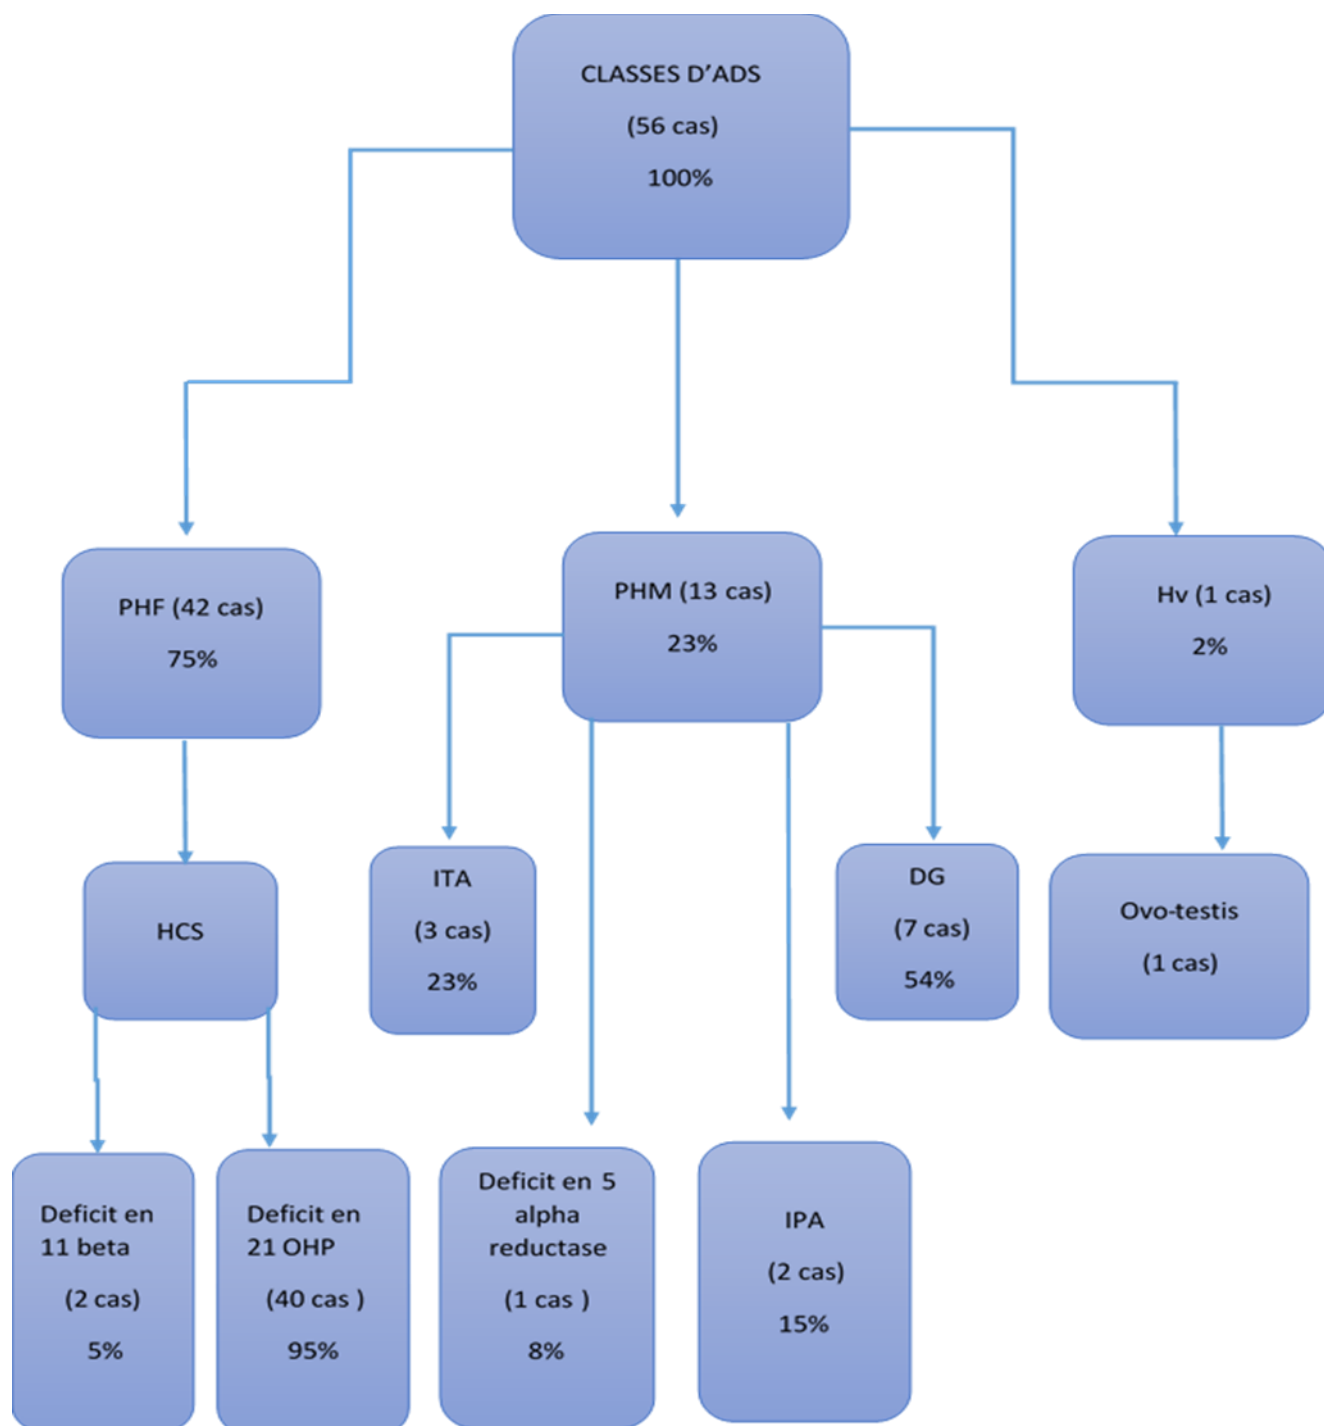 CLASSES D’ADS
(56 cas)
100%
PHF (42 cas)
75%
PHM (13 cas)
23%
Hv (1 cas)
2%
HCS
ITA
(3 cas)
23%
DG
(7 cas)
54%
Ovo-testis
(1 cas)
Deficit en
11 beta
(2 cas)
5%
Deficit en
21 OHP
(40 cas )
95%
Deficit en 5
alpha
reductase
(1 cas )
8%
IPA
(2 cas)
15%